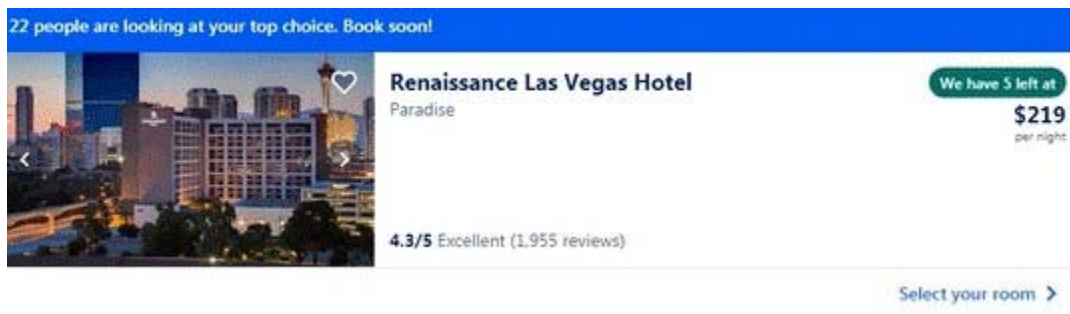 22 people are looking at your top choice. Book soon!
Renaissance Las Vegas Hotel
Paradise
We have 5 left at
$219
per night
4.3/5 Excellent (1,955 reviews)
Select your room